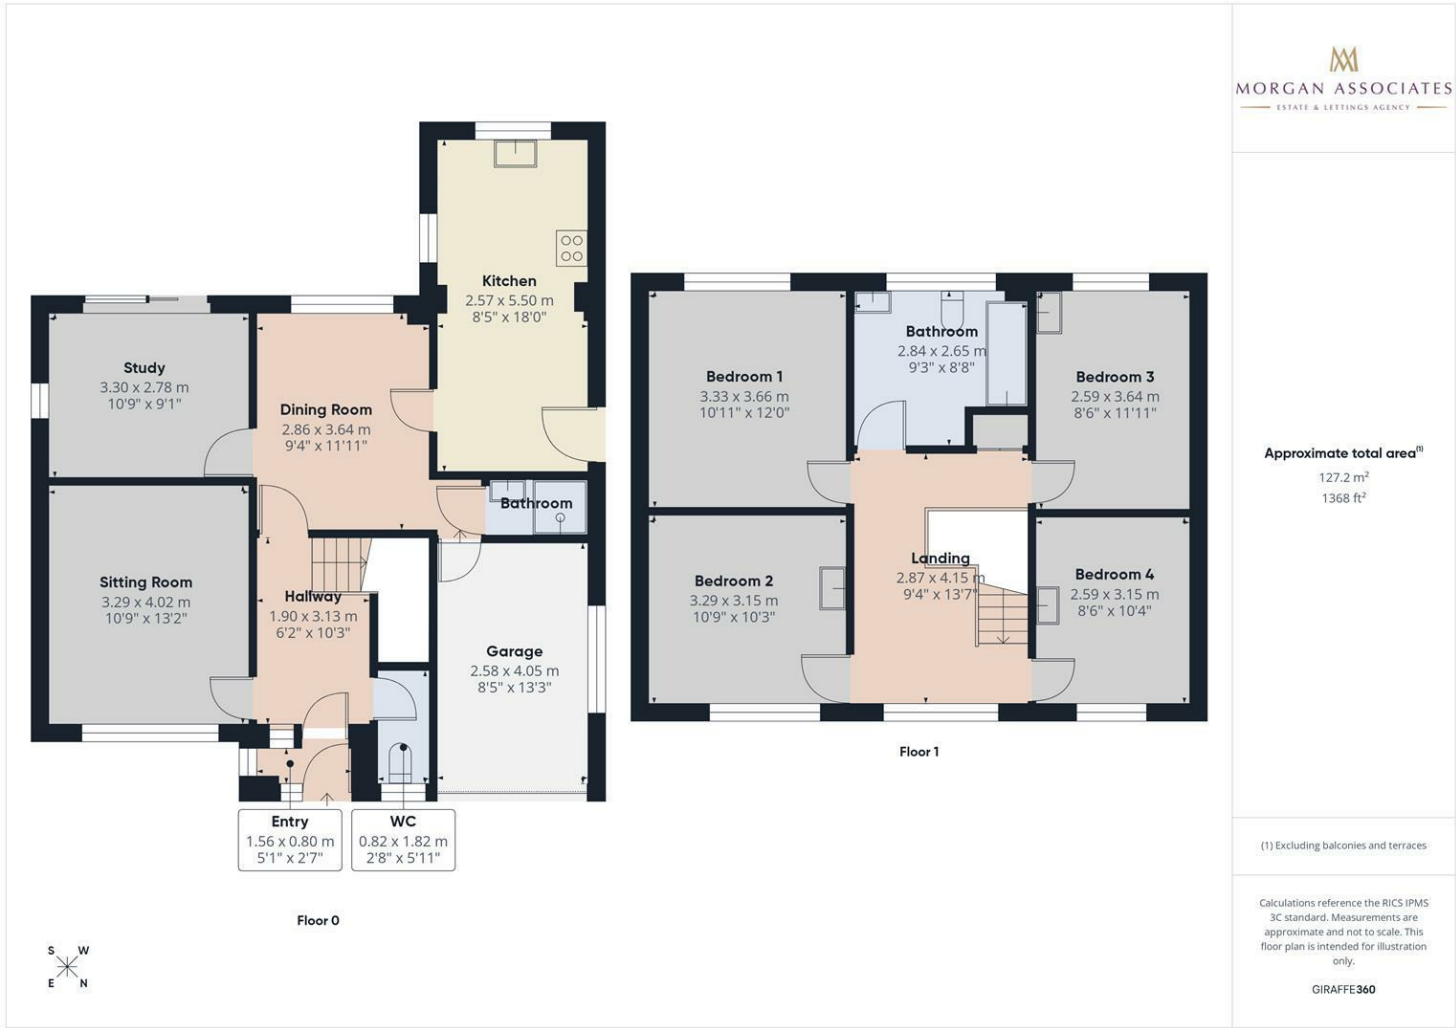 MORGAN ASSOCIATES
ESTATE & LETTINGS AGENCY
Kitchen
2.57 x 5.50 m
8'5" x 18'0"
Study
3.30 x 2.78 m
10'9" x 9'1"
Dining Room
2.86 x 3.64 m
9'4" x 11'11"
Bathroom
Sitting Room
3.29 x 4.02 m
10'9" x 13'2"
Hallway
1.90 x 3.13 m
6'2" x 10'3"
Garage
2.58 x 4.05 m
8'5" x 13'3"
Entry
1.56 x 0.80 m
5'1" x 2'7"
WC
0.82 x 1.82 m
2'8" x 5'11"
Floor 0
S W
E N
Bedroom 1
3.33 x 3.66 m
10'11" x 12'0"
Bathroom
2.84 x 2.65 m
9'3" x 8'8"
Bedroom 3
2.59 x 3.64 m
8'6" x 11'11"
Bedroom 2
3.29 x 3.15 m
10'9" x 10'3"
Landing
2.87 x 4.15 m
9'4" x 13'7"
Bedroom 4
2.59 x 3.15 m
8'6" x 10'4"
Floor 1
Approximate total area⁽¹⁾
127.2 m²
1368 ft²
(1) Excluding balconies and terraces
Calculations reference the RICS IPMS
3C standard. Measurements are
approximate and not to scale. This
floor plan is intended for illustration
only.
GIRAFFE360